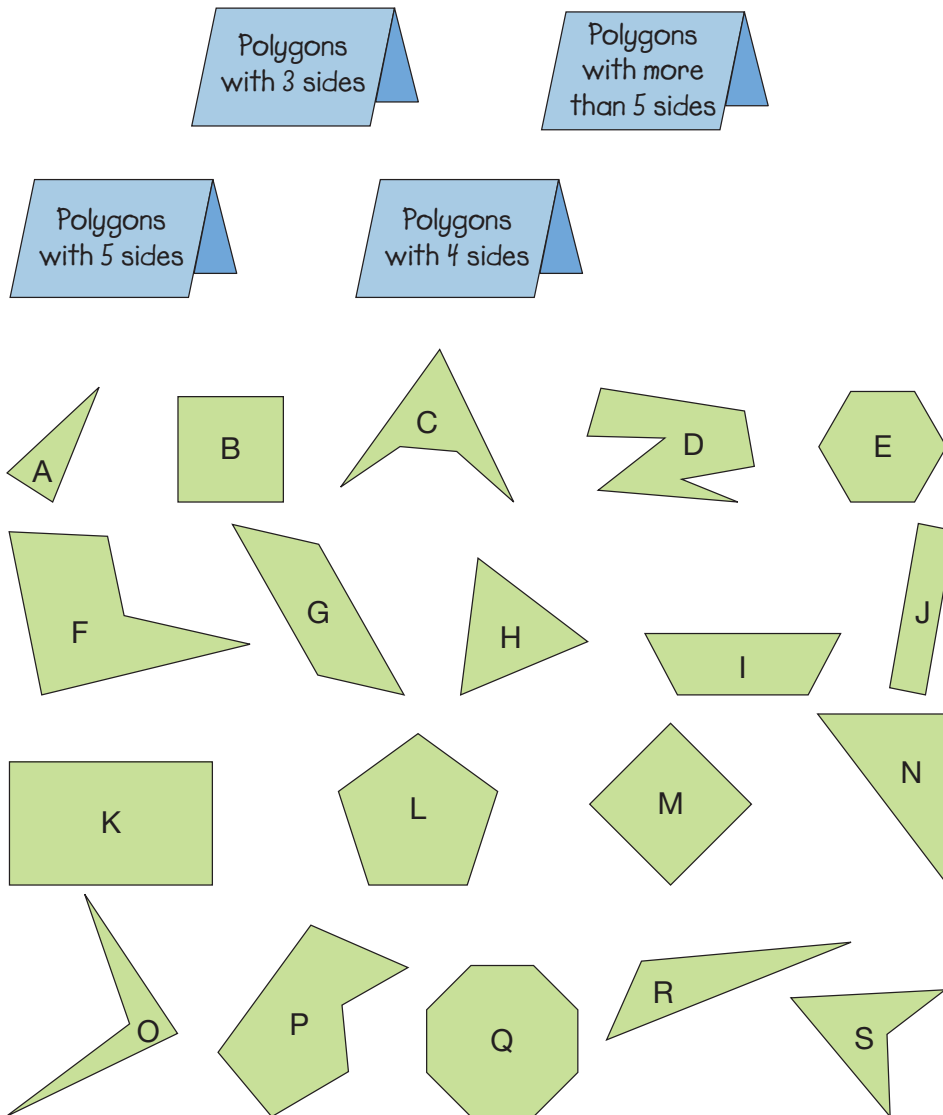 Polygons
with 3 sides
Polygons
with more
than 5 sides
Polygons
with 5 sides
Polygons
with 4 sides
A
B
C
D
E
F
G
H
I
J
K
L
M
N
O
P
Q
R
S